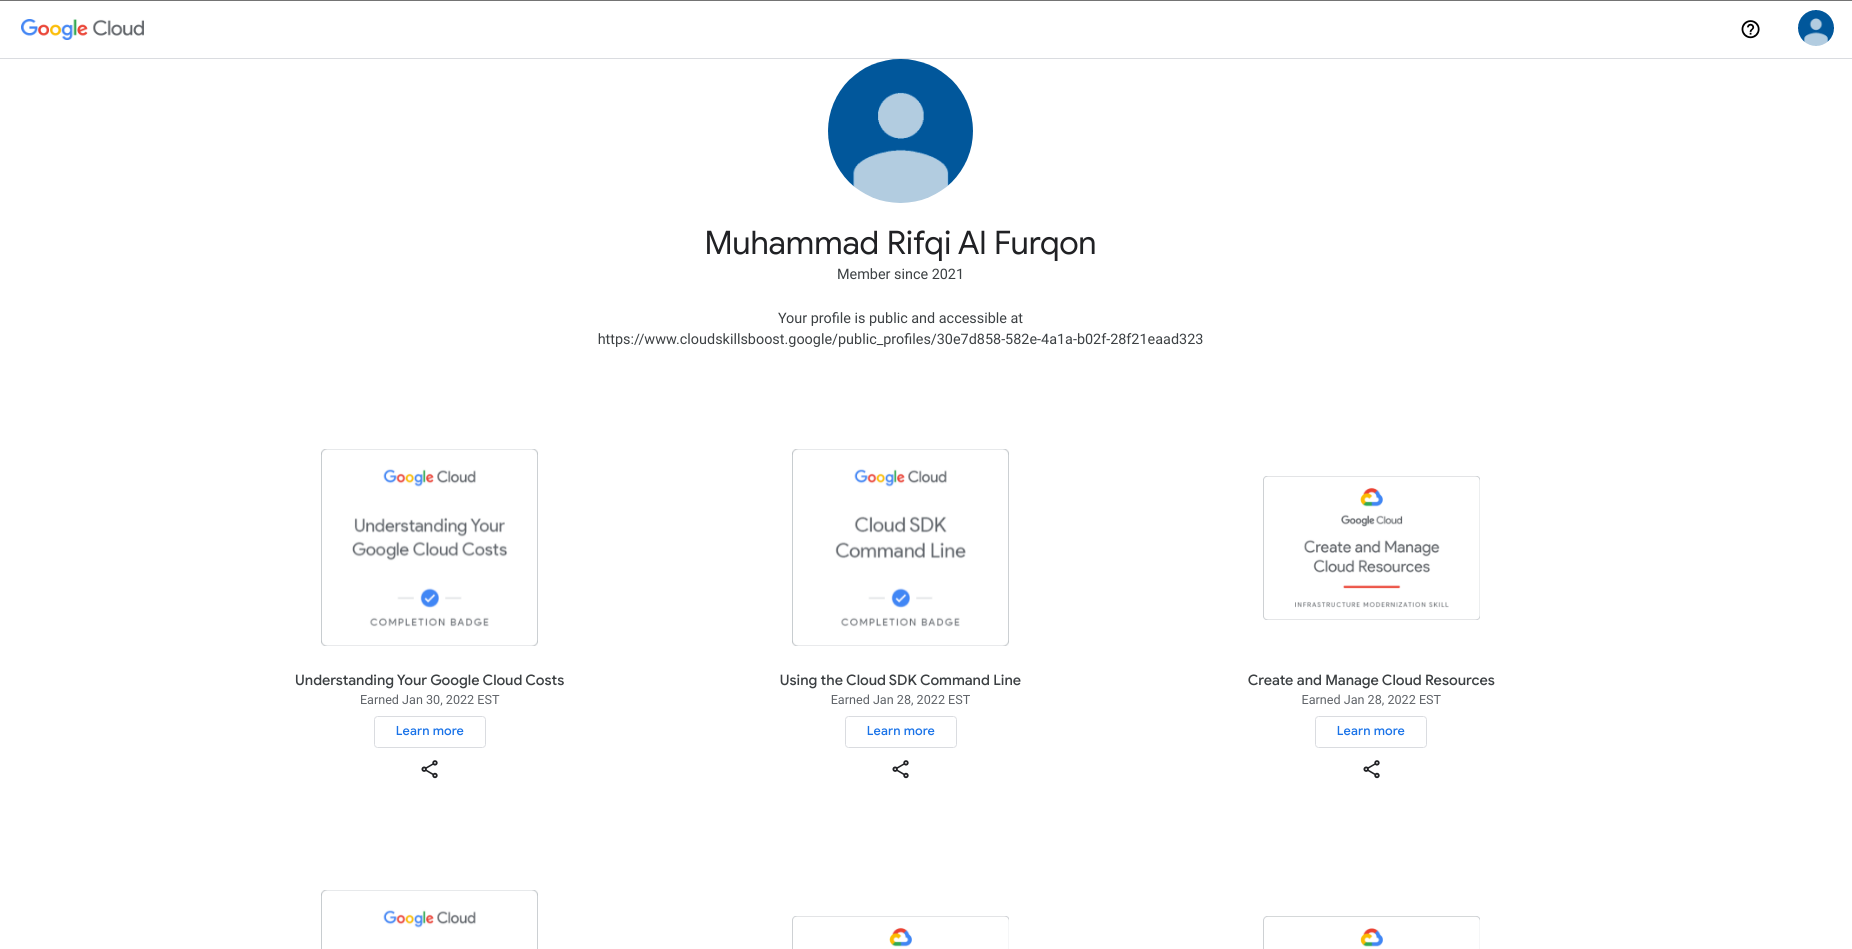 Google Cloud
Muhammad Rifqi Al Furqon
Member since 2021
Your profile is public and accessible at
https://www.cloudskillsboost.google/public_profiles/30e7d858-582e-4a1a-b02f-28f21eaad323
Google Cloud
Understanding Your
Google Cloud Costs
COMPLETION BADGE
Understanding Your Google Cloud Costs
Earned Jan 30, 2022 EST
Learn more
Google Cloud
Cloud SDK
Command Line
COMPLETION BADGE
Using the Cloud SDK Command Line
Earned Jan 28, 2022 EST
Learn more
Google Cloud
Create and Manage
Cloud Resources
INFRASTRUCTURE MODERNIZATION SKILL
Create and Manage Cloud Resources
Earned Jan 28, 2022 EST
Learn more
Google Cloud